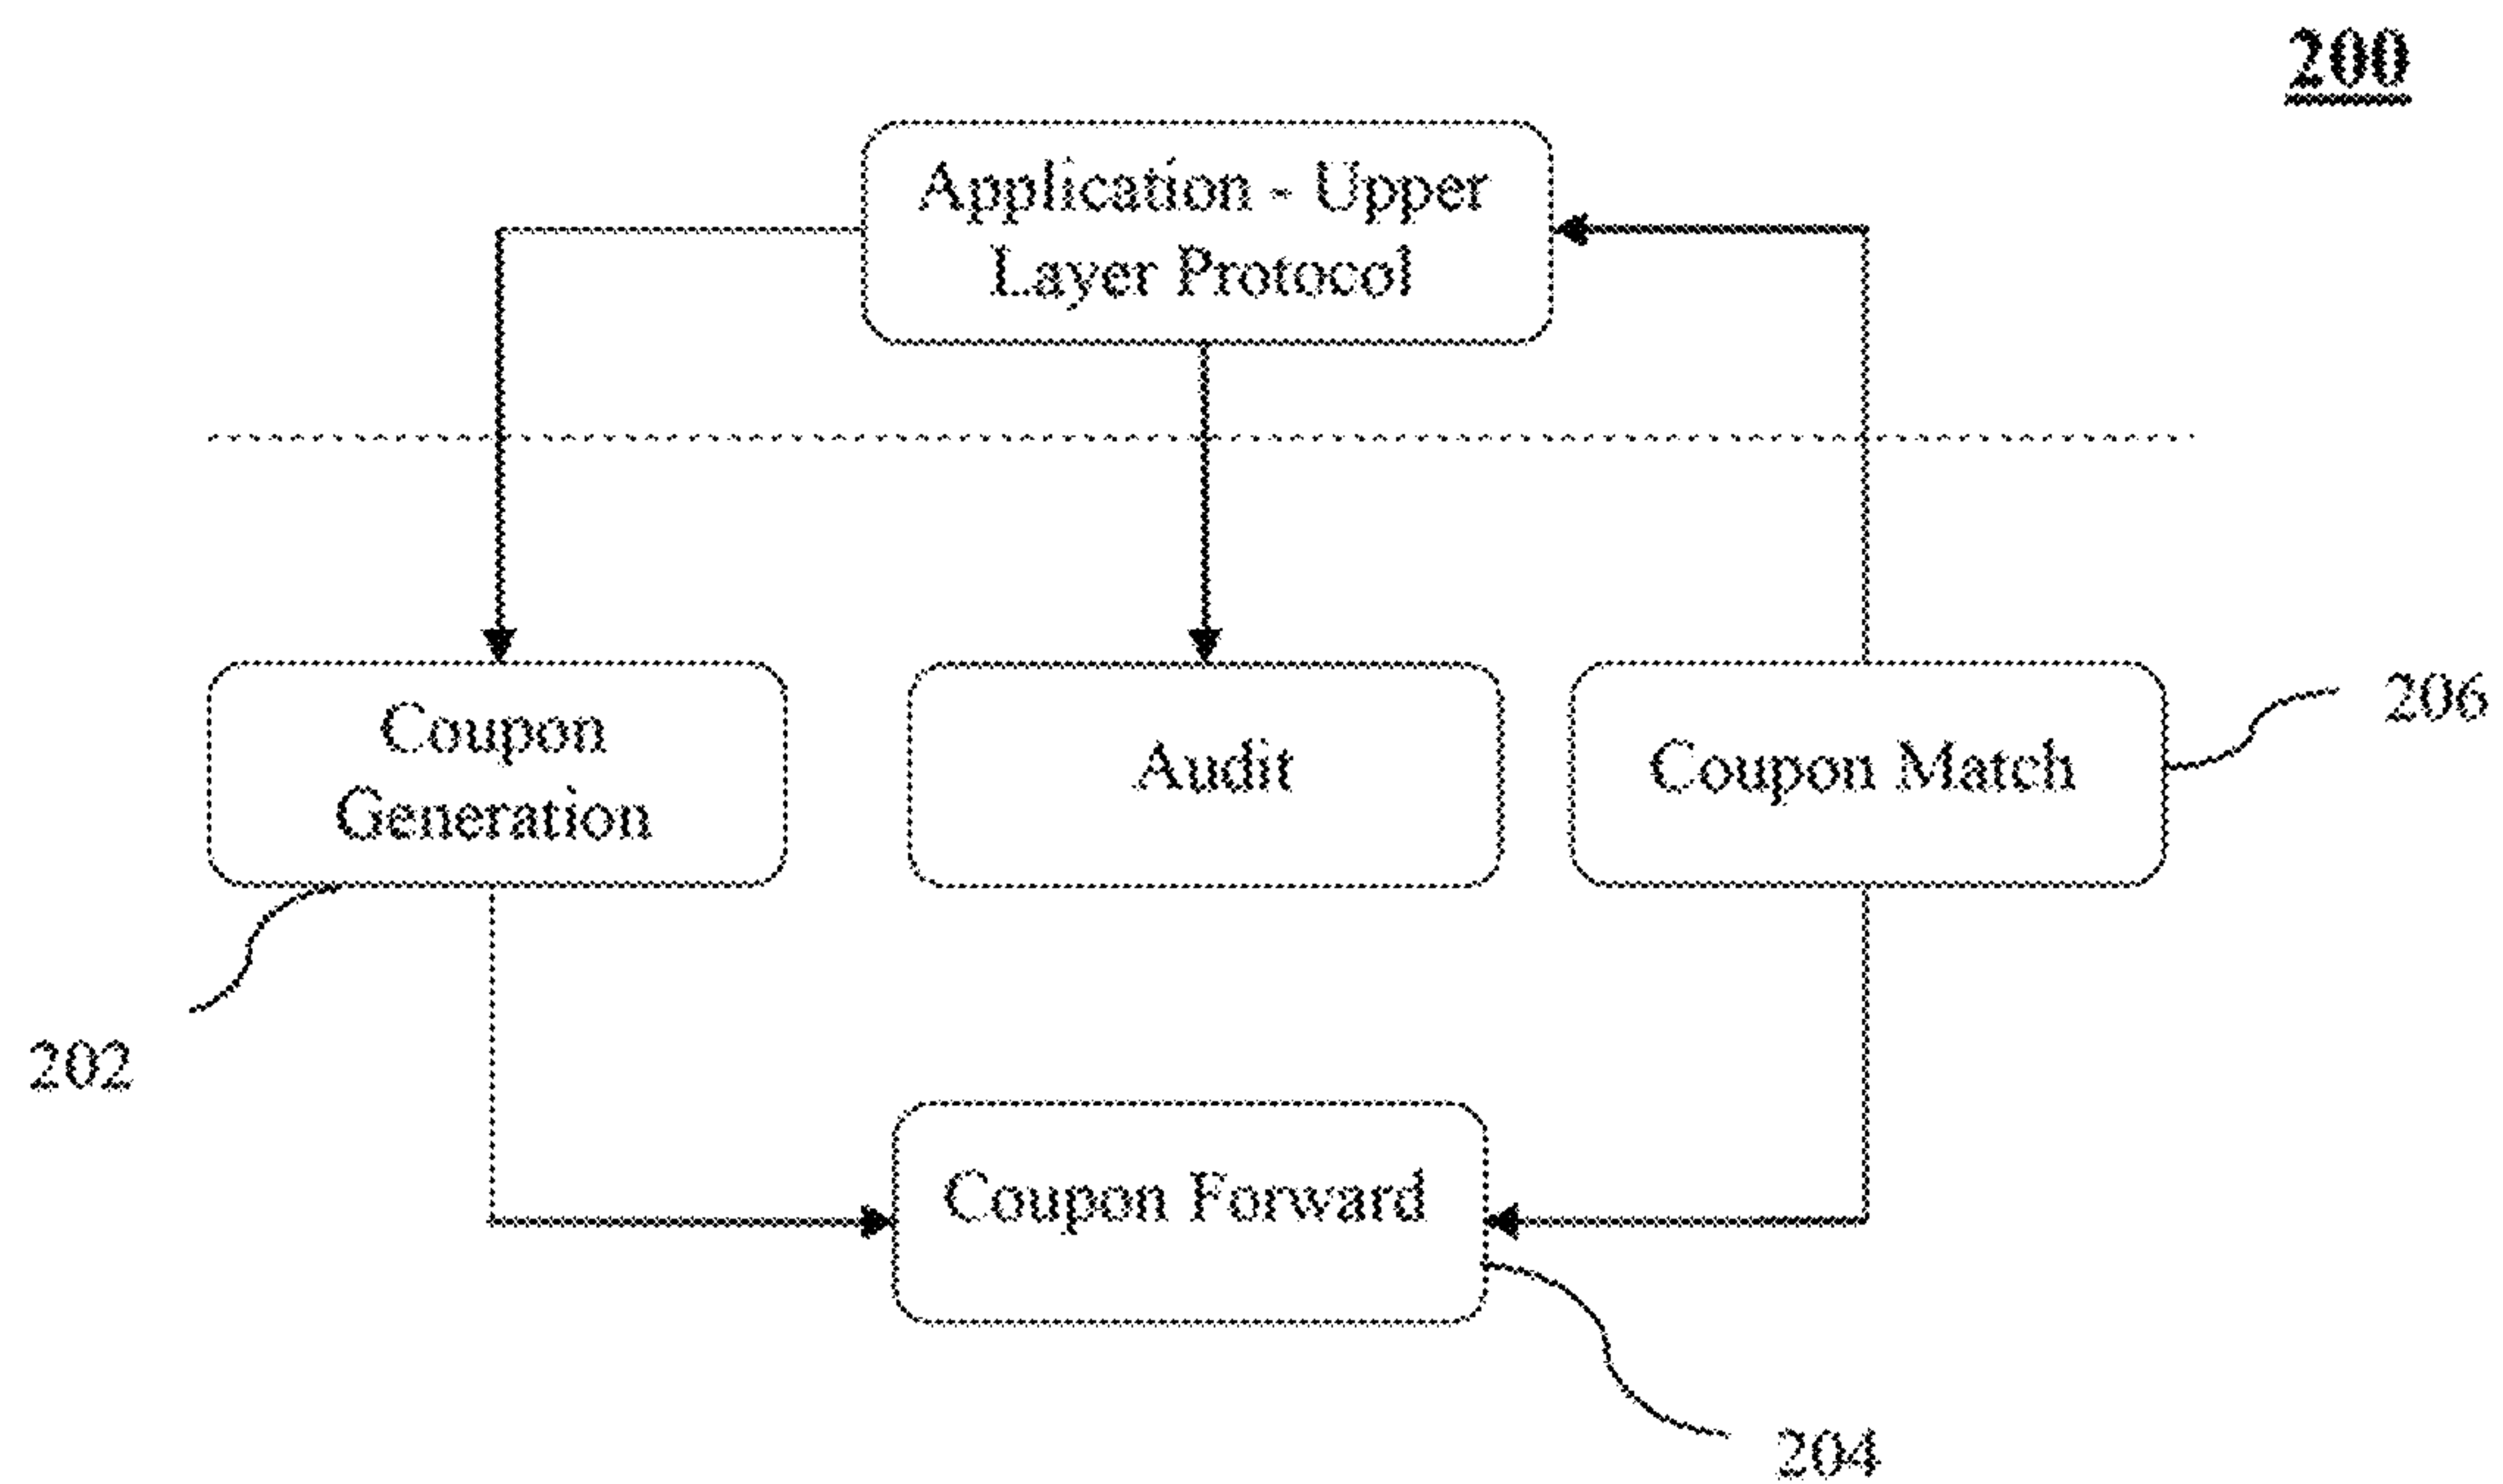 200
Application - Upper
Layer Protocol
Coupon
Generation
Audit
Coupon Match
206
202
Coupon Forward
204